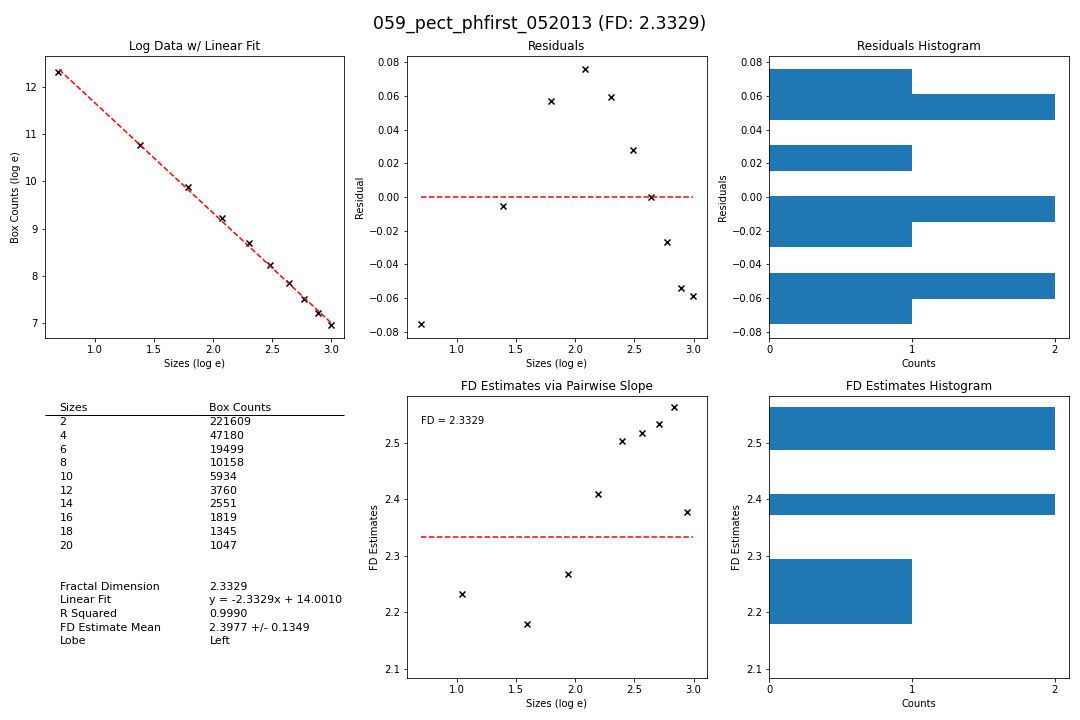 059_pect_phfirst_052013 (FD: 2.3329)
Log Data w/ Linear Fit
12
11
10
9
8
7
Box Counts (log e)
1.0 1.5 2.0 2.5 3.0
Sizes (log e)
Residuals
0.08
0.06
0.04
0.02
0.00
−0.02
−0.04
−0.06
−0.08
Residual
1.0 1.5 2.0 2.5 3.0
Sizes (log e)
Residuals Histogram
0.08
0.06
0.04
0.02
0.00
−0.02
−0.04
−0.06
−0.08
Residuals
0 1 2
Counts
Sizes Box Counts
2 221609
4 47180
6 19499
8 10158
10 5934
12 3760
14 2551
16 1819
18 1345
20 1047
Fractal Dimension 2.3329
Linear Fit y = -2.3329x + 14.0010
R Squared 0.9990
FD Estimate Mean 2.3977 +/- 0.1349
Lobe Left
FD Estimates via Pairwise Slope
FD = 2.3329
2.5
2.4
2.3
2.2
2.1
FD Estimates
1.0 1.5 2.0 2.5 3.0
Sizes (log e)
FD Estimates Histogram
2.5
2.4
2.3
2.2
2.1
FD Estimates
0 1 2
Counts